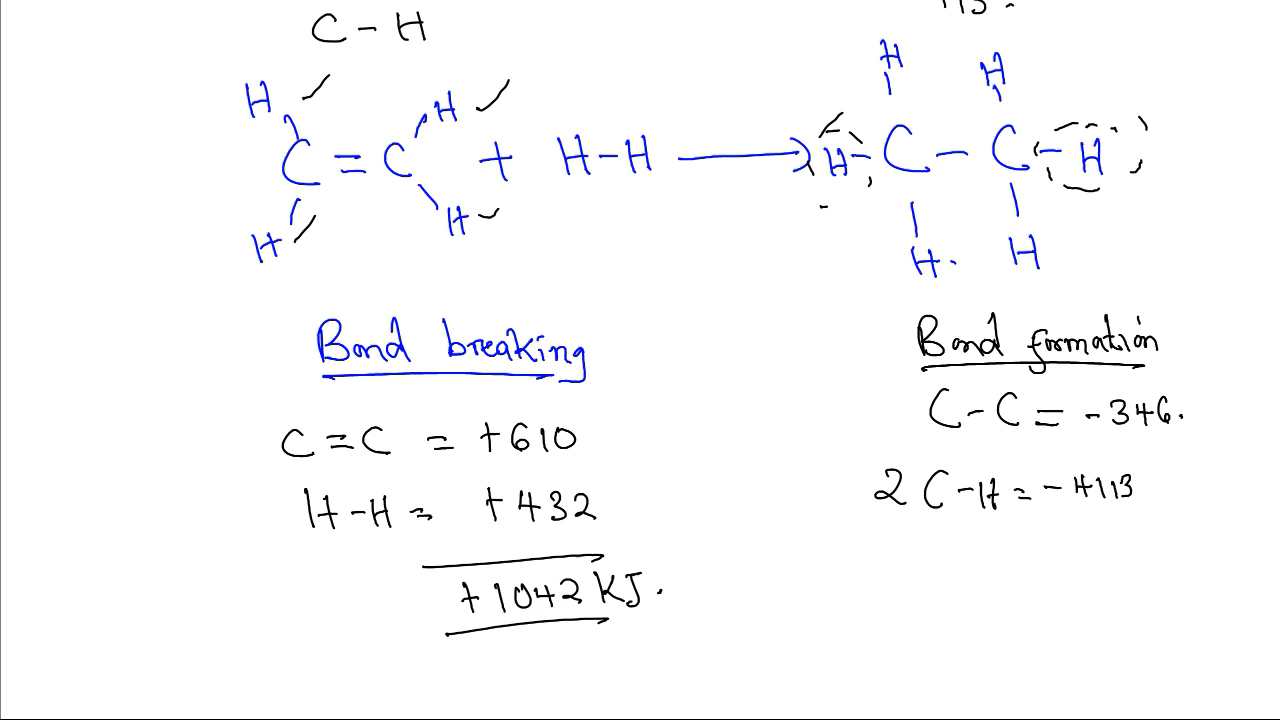 C - H
H H H H
C = C + H-H → H - C - C - H
H H H. H
Bond breaking
Bond formation
C=C = +610
C-C = -346.
H-H = +432
2 C-H = -413
+1042 KJ.